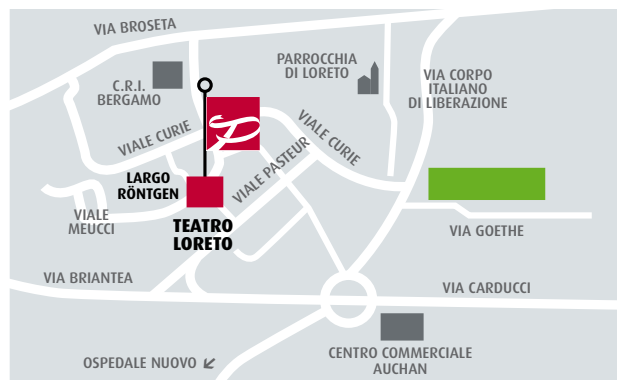 VIA BROSETA
C.R.I.
BERGAMO
PARROCCHIA
DI LORETO
VIA CORPO
ITALIANO
DI LIBERAZIONE
VIALE CURIE
VIALE CURIE
LARGO
RÖNTGEN
VIALE PASTEUR
VIALE
MEUCCI
TEATRO
LORETO
VIA GOETHE
VIA BRIANTEA
VIA CARDUCCI
CENTRO COMMERCIALE
AUCHAN
OSPEDALE NUOVO